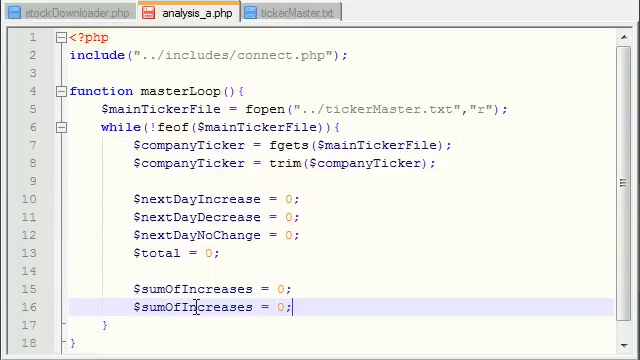 stockDownloader.php analysis_a.php tickerMaster.txt
1 <?php
2 include("../includes/connect.php");
3
4 function masterLoop(){
5 $mainTickerFile = fopen("../tickerMaster.txt","r");
6 while(!feof($mainTickerFile)){
7 $companyTicker = fgets($mainTickerFile);
8 $companyTicker = trim($companyTicker);
9
10 $nextDayIncrease = 0;
11 $nextDayDecrease = 0;
12 $nextDayNoChange = 0;
13 $total = 0;
14
15 $sumOfIncreases = 0;
16 $sumOfIncreases = 0;
17 }
18 }